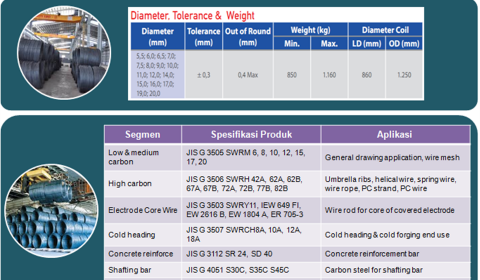 Diameter, Tolerance & Weight
Diameter (mm) Tolerance (mm) Out of Round (mm) Weight (kg) Diameter Coil
Min. Max. LD (mm) OD (mm)
5,5; 6,0; 6,5; 7,0;
7,5; 8,0; 9,0; 10,0;
11,0; 12,0; 14,0;
15,0; 16,0; 17,0;
19,0; 20,0
± 0,3 0,4 Max 850 1.160 860 1.250
Segmen Spesifikasi Produk Aplikasi
Low & medium
carbon
JIS G 3505 SWRM 6, 8, 10, 12, 15,
17, 20
General drawing application, wire mesh
High carbon
JIS G 3506 SWRH 42A, 62A, 62B,
67A, 67B, 72A, 72B, 77B, 82B
Umbrella ribs, helical wire, spring wire,
wire rope, PC strand, PC wire
Electrode Core Wire
JIS G 3503 SWRY11, IEW 649 FI,
EW 2616 B, EW 1804 A, ER 706-3
Wire rod for core of covered electrode
Cold heading
JIS G 3507 SWRCH8A, 10A, 12A,
18A
Cold heading & cold forging end use
Concrete reinforce JIS G 3112 SR 24, SD 40 Concrete reinforcement bar
Shafting bar JIS G 4051 S30C, S35C S45C Carbon steel for shafting bar